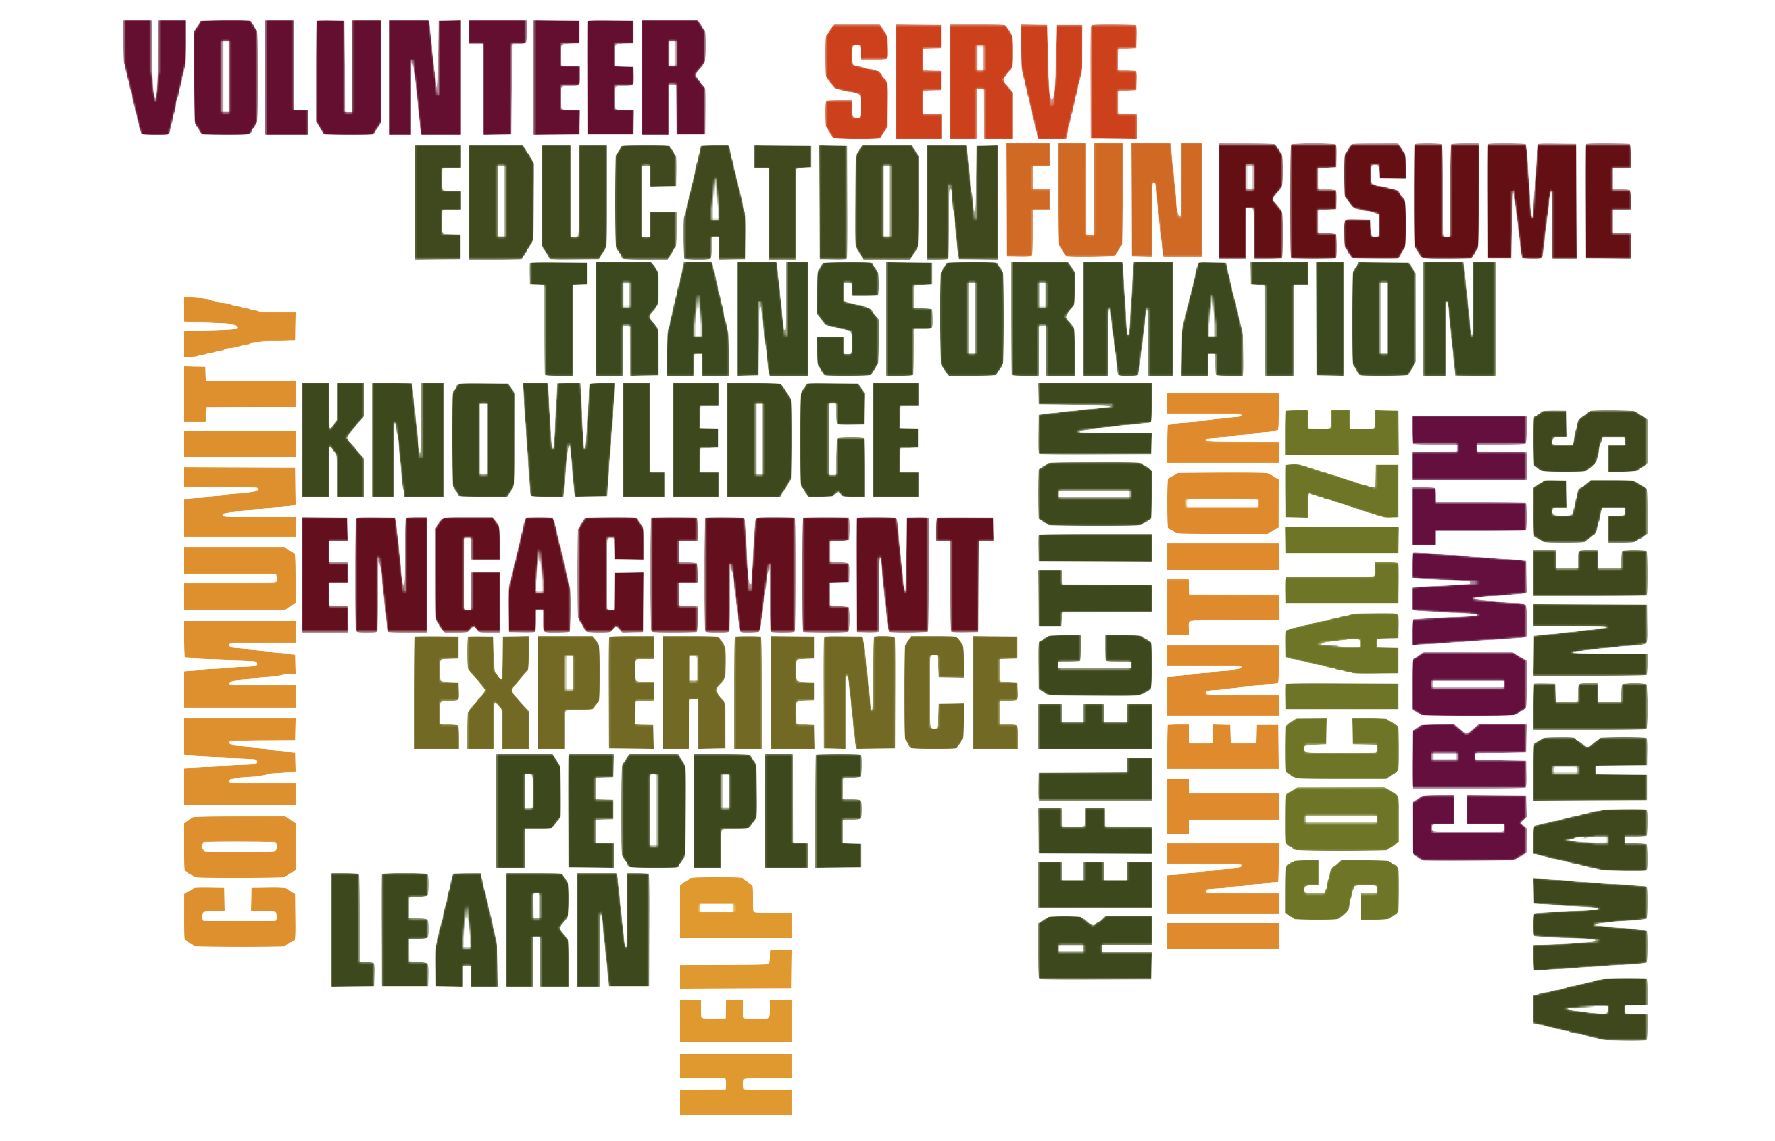 VOLUNTEER SERVE
EDUCATION FUN RESUME
TRANSFORMATION
COMMUNITY
KNOWLEDGE
ENGAGEMENT
EXPERIENCE
PEOPLE
LEARN
HELP
REFLECTION
INTENTION
SOCIALIZE
GROWTH
AWARENESS